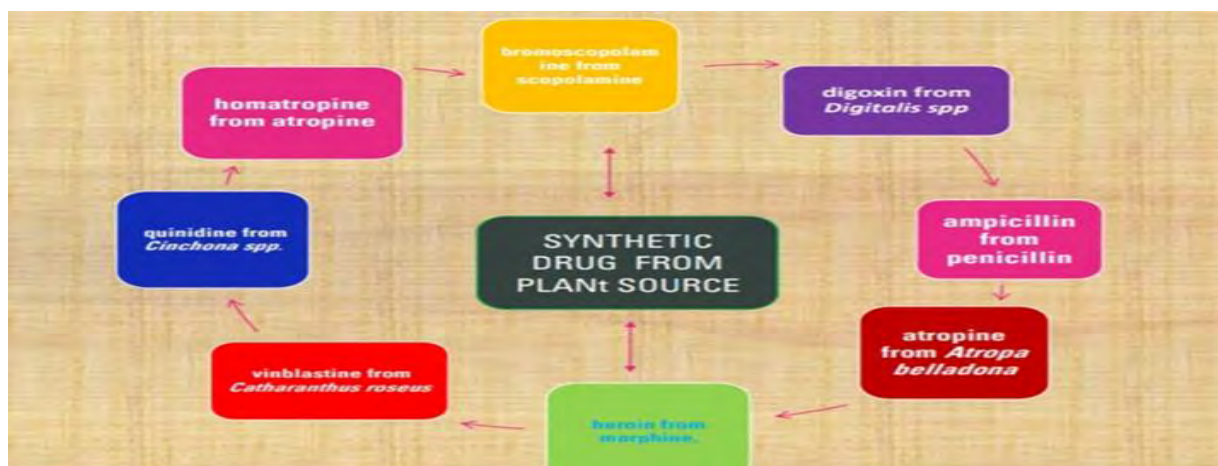 bromoscopolam
ine from
scopolamine
digoxin from
Digitalis spp
ampicillin
from
penicillin
atropine
from Atropa
belladona
heroin from
morphine.
vinblastine from
Catharanthus roseus
quinidine from
Cinchona spp.
homatropine
from atropine
SYNTHETIC
DRUG FROM
PLANt SOURCE